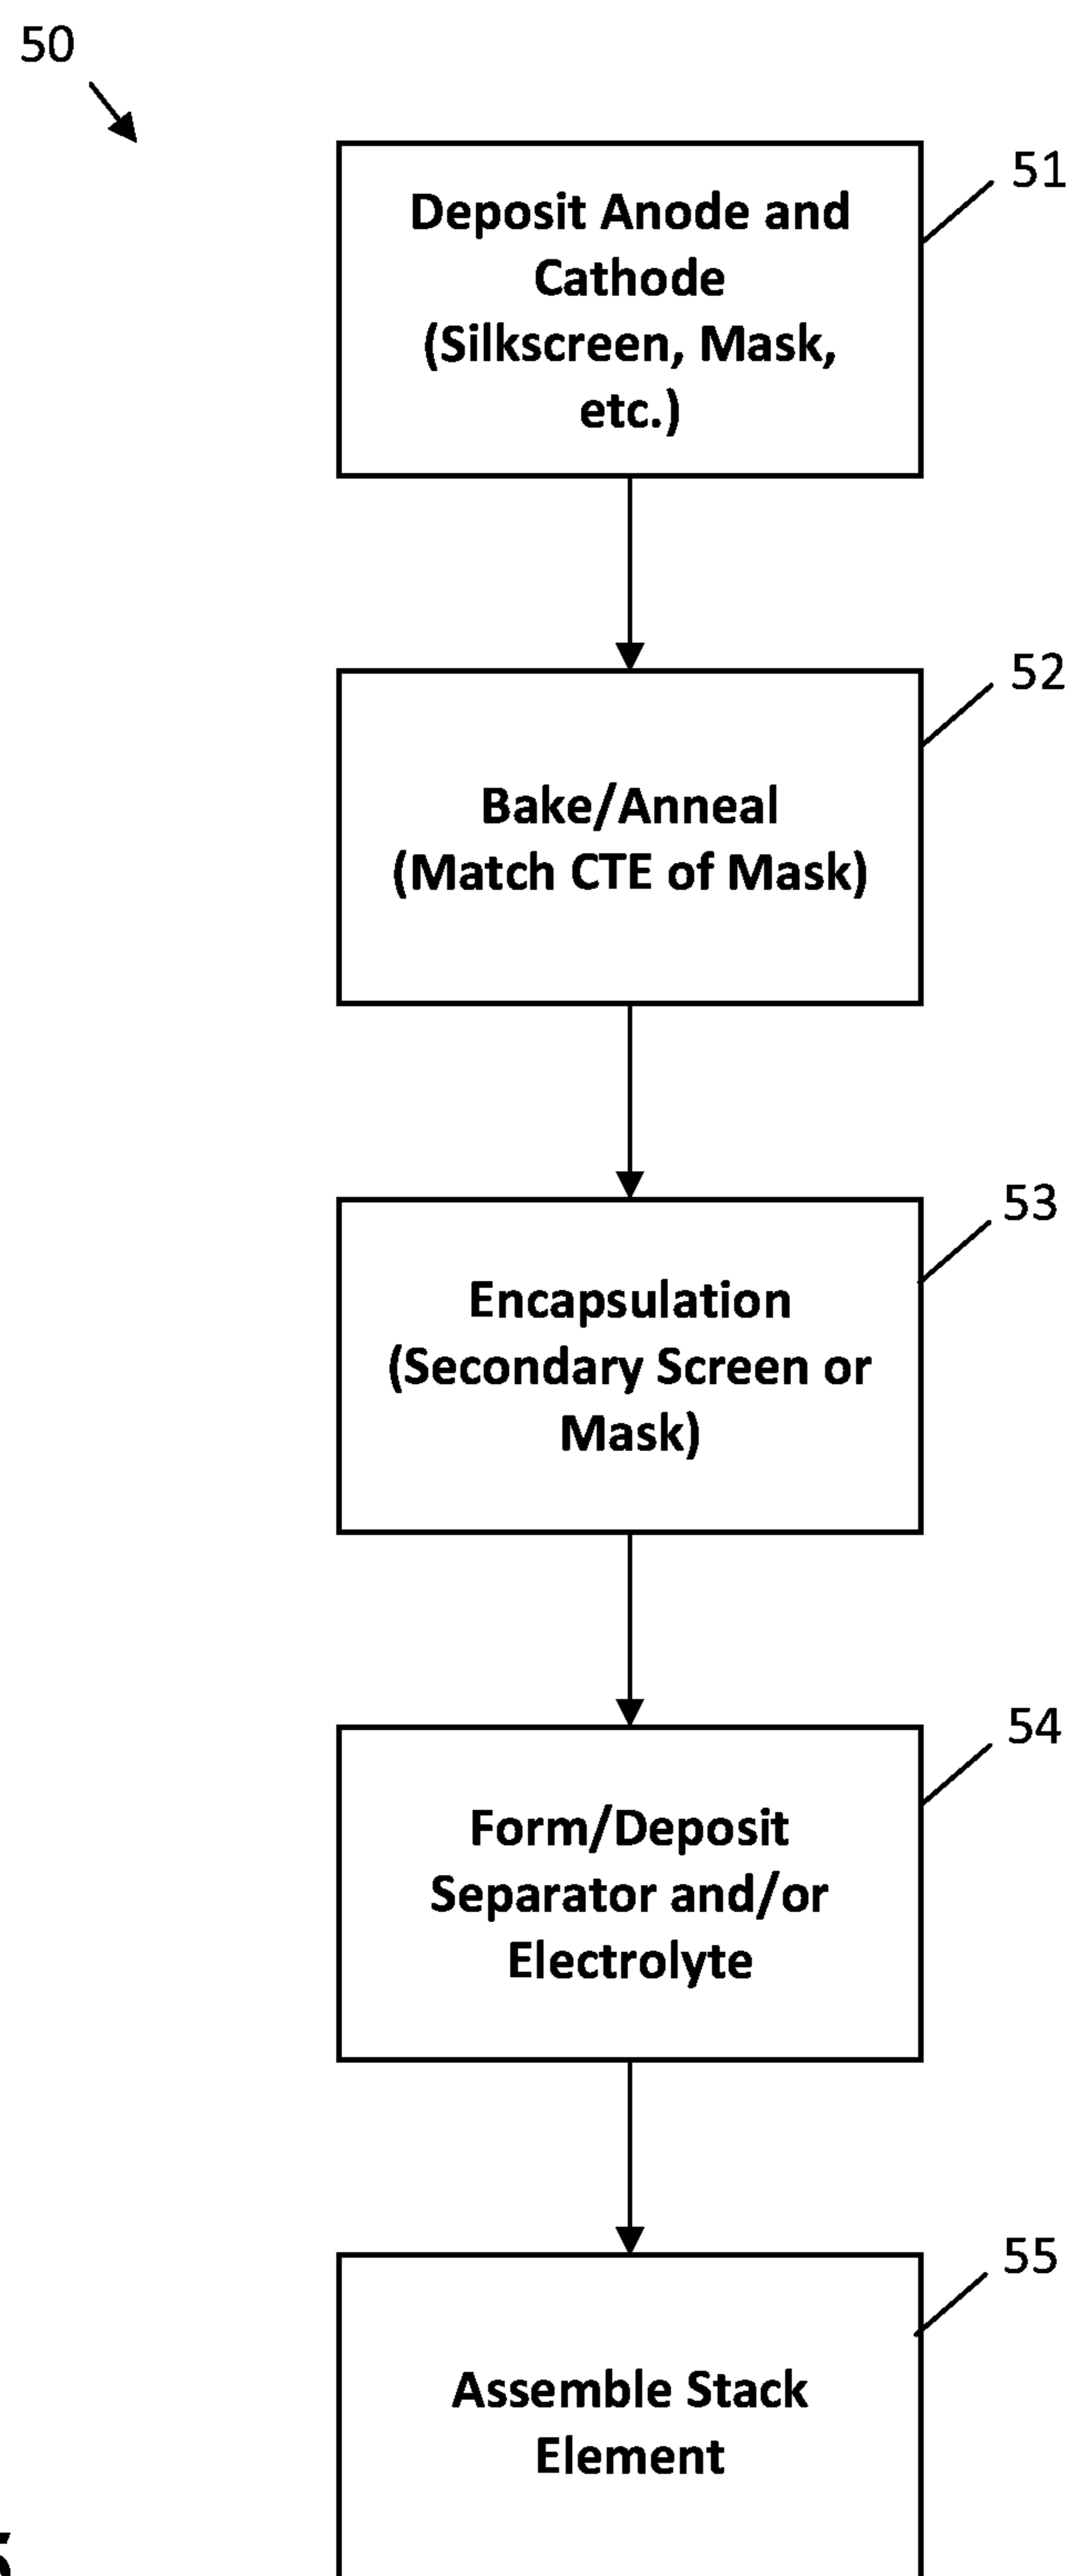 50
51
Deposit Anode and
Cathode
(Silkscreen, Mask,
etc.)
52
Bake/Anneal
(Match CTE of Mask)
53
Encapsulation
(Secondary Screen or
Mask)
54
Form/Deposit
Separator and/or
Electrolyte
55
Assemble Stack
Element